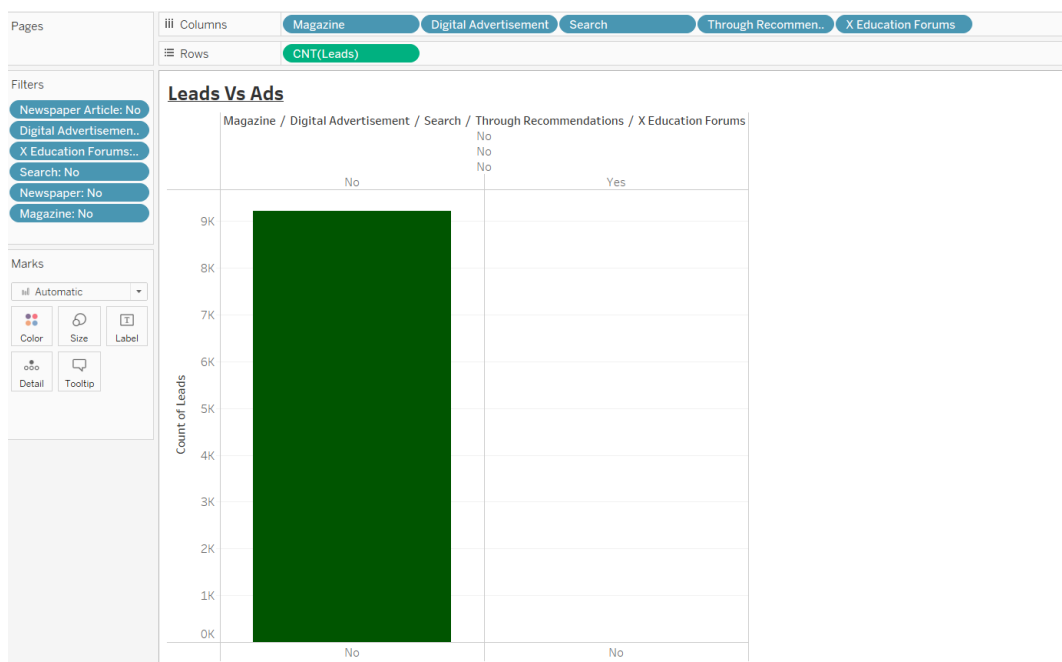 Pages
Columns
Magazine
Digital Advertisement
Search
Through Recommen..
X Education Forums
Rows
CNT(Leads)
Filters
Newspaper Article: No
Digital Advertisemen..
X Education Forums:..
Search: No
Newspaper: No
Magazine: No
Marks
Automatic
Color
Size
Label
Detail
Tooltip
Leads Vs Ads
Magazine / Digital Advertisement / Search / Through Recommendations / X Education Forums
No
No
No
No Yes
Count of Leads
9K
8K
7K
6K
5K
4K
3K
2K
1K
0K
No No